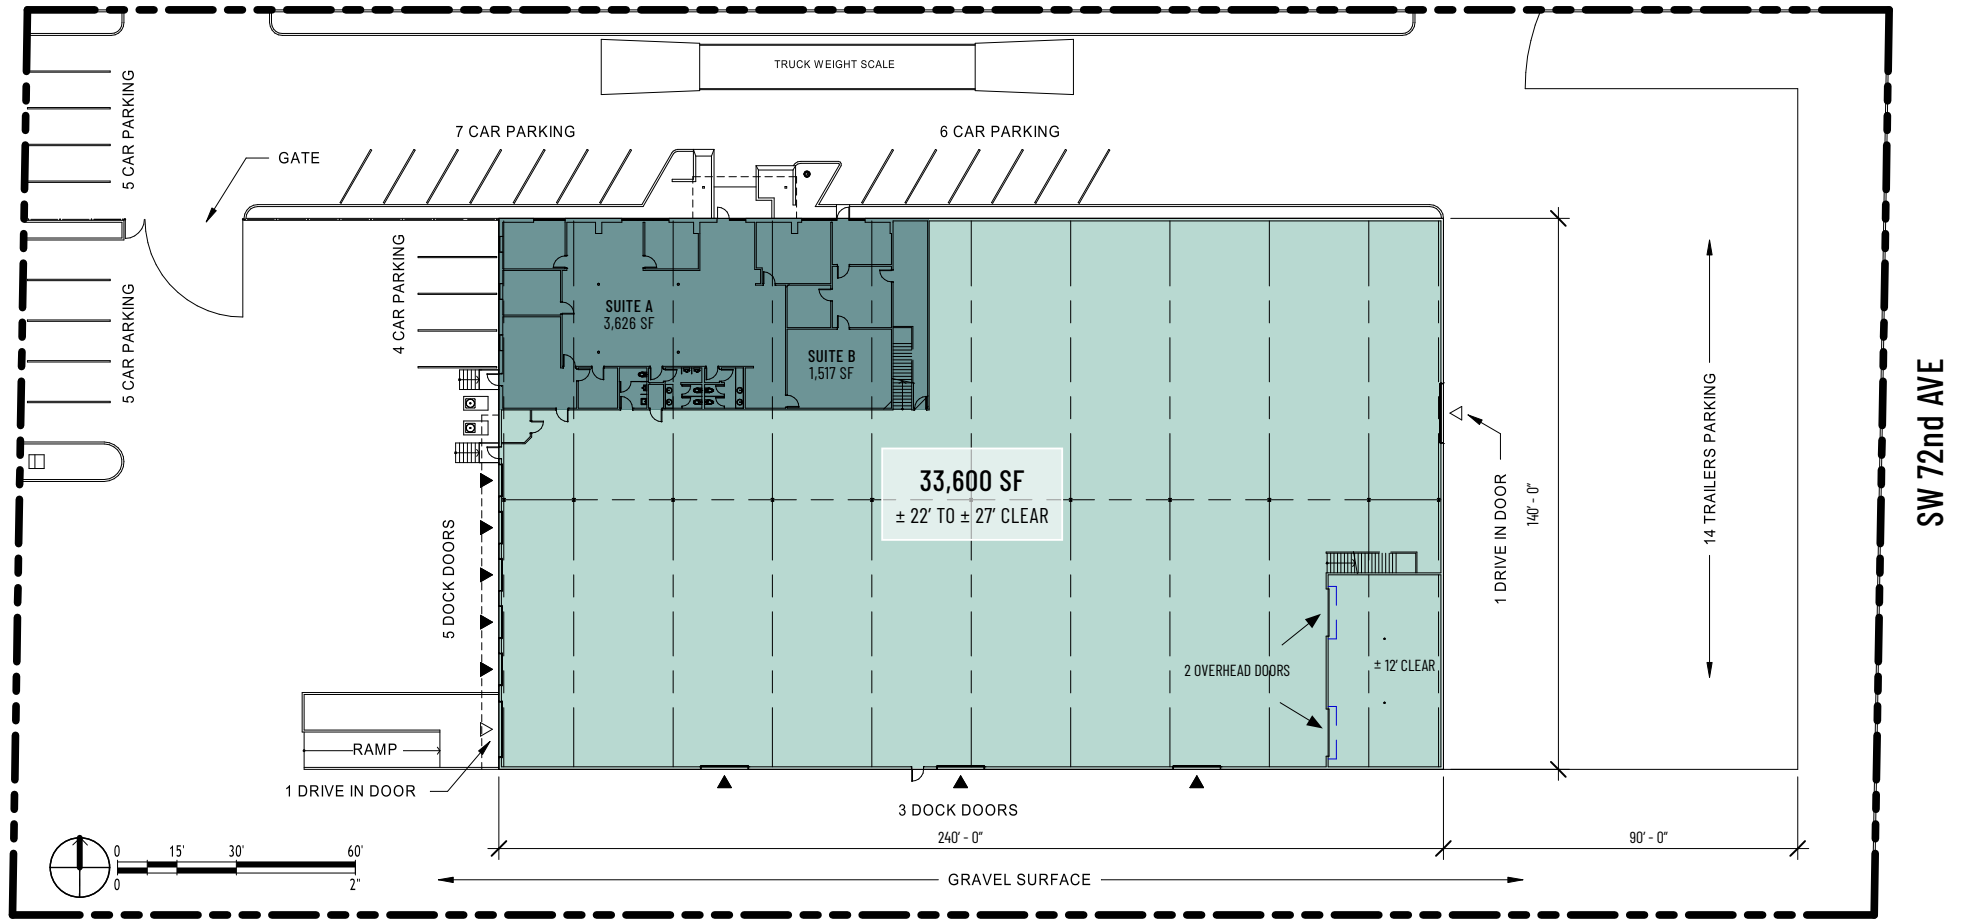 TRUCK WEIGHT SCALE
5 CAR PARKING
7 CAR PARKING
6 CAR PARKING
GATE
4 CAR PARKING
5 CAR PARKING
SUITE A
3,626 SF
SUITE B
1,517 SF
33,600 SF
± 22' TO ± 27' CLEAR
1 DRIVE IN DOOR
140' - 0"
14 TRAILERS PARKING
SW 72nd AVE
5 DOCK DOORS
2 OVERHEAD DOORS
± 12' CLEAR
RAMP
1 DRIVE IN DOOR
3 DOCK DOORS
240' - 0"
90' - 0"
0 15' 30' 60'
0 2"
GRAVEL SURFACE